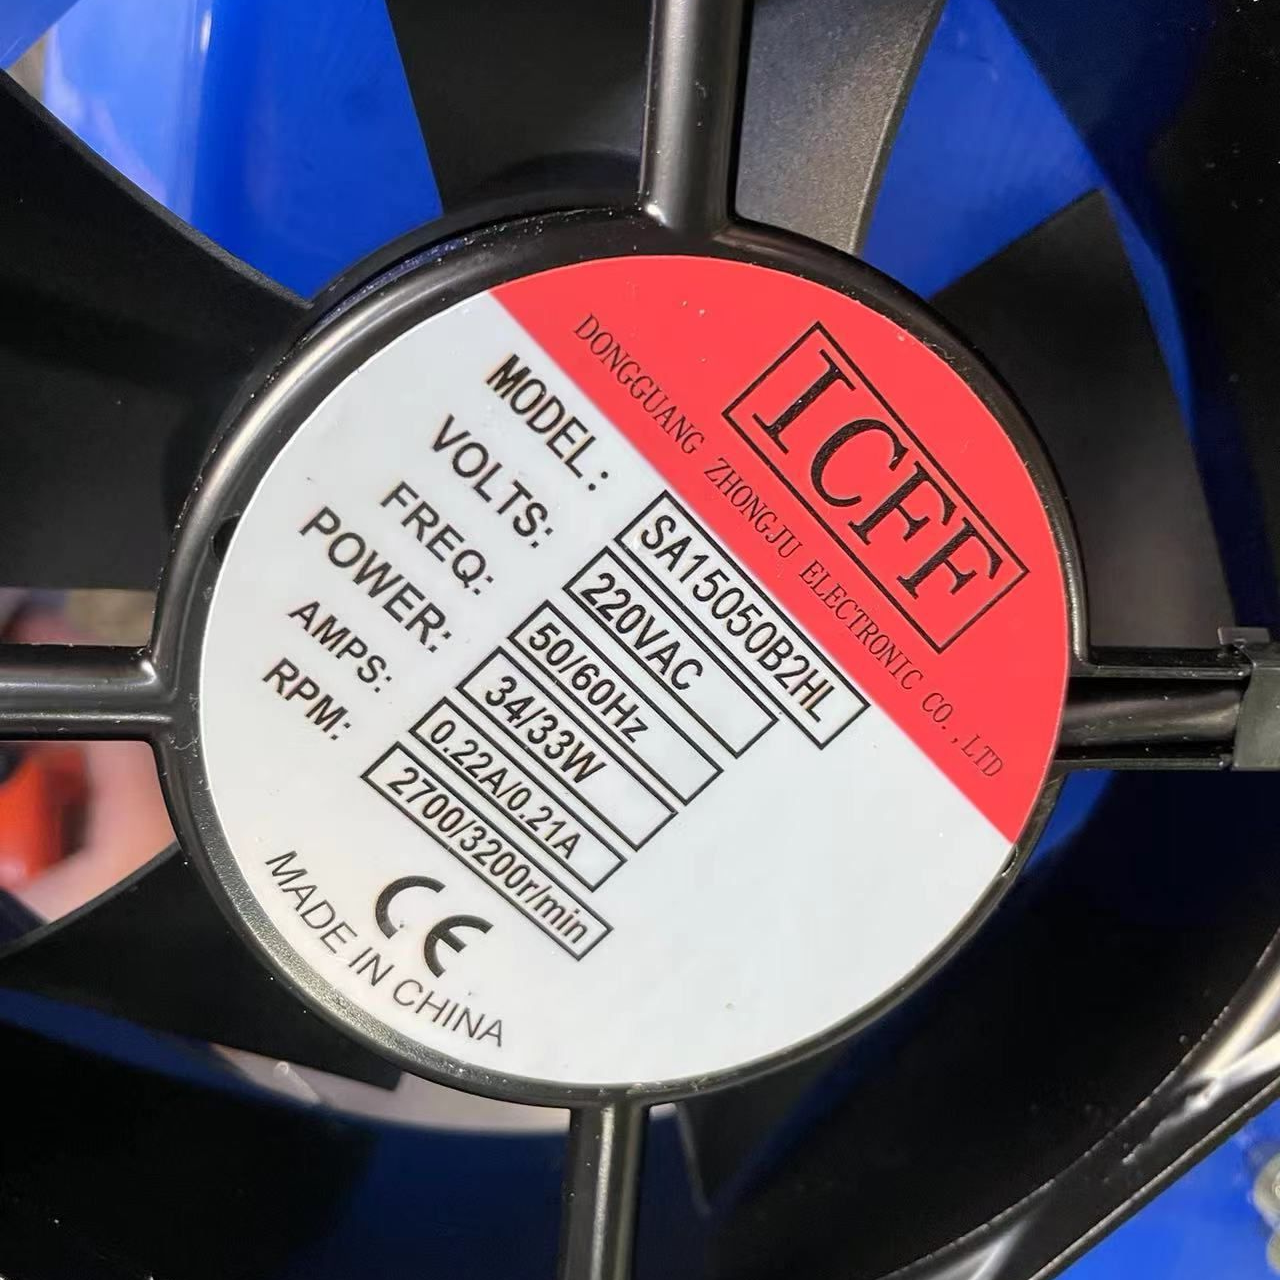 ICFF
DONGGUANG ZHONGJU ELECTRONIC CO.,LTD
MODEL: SA15050B2HL
VOLTS: 220VAC
FREQ: 50/60Hz
POWER: 34/33W
AMPS: 0.22A/0.21A
RPM: 2700/3200r/min
CE
MADE IN CHINA